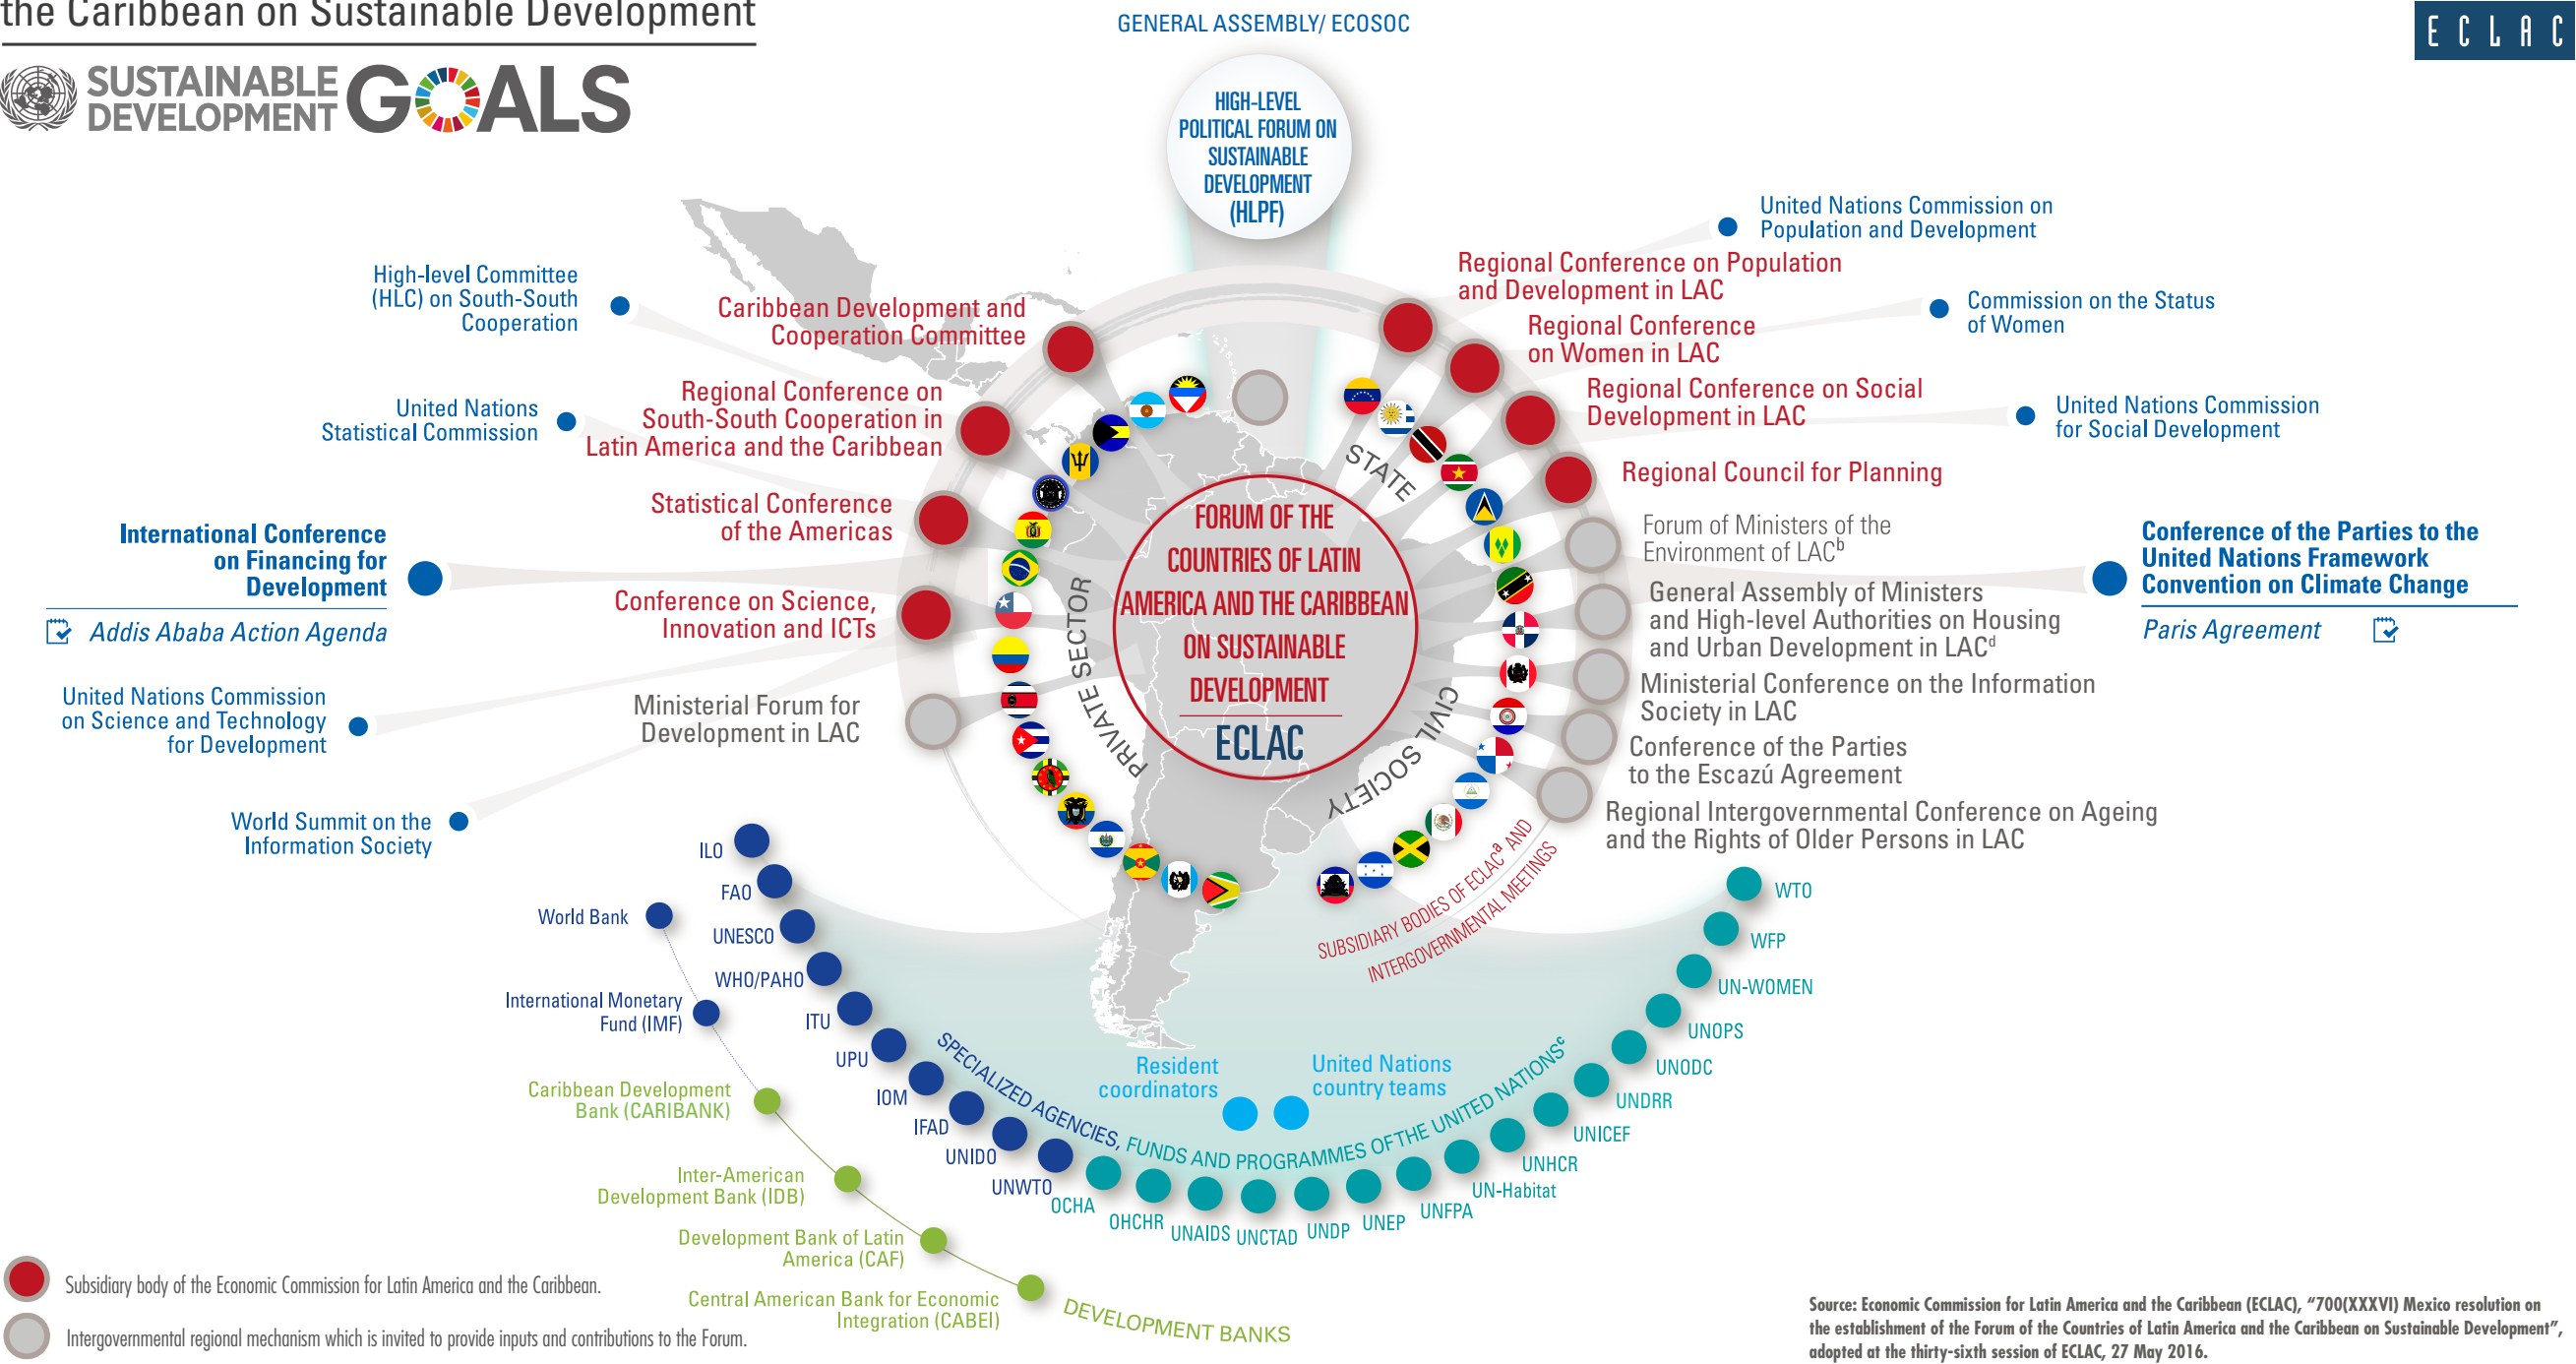 the Caribbean on Sustainable Development
SUSTAINABLE
DEVELOPMENT
GOALS
ECLAC
GENERAL ASSEMBLY/ ECOSOC
HIGH-LEVEL
POLITICAL FORUM ON
SUSTAINABLE
DEVELOPMENT
(HLPF)
High-level Committee
(HLC) on South-South
Cooperation
United Nations
Statistical Commission
International Conference
on Financing for
Development
Addis Ababa Action Agenda
United Nations Commission
on Science and Technology
for Development
World Summit on the
Information Society
Caribbean Development and
Cooperation Committee
Regional Conference on
South-South Cooperation in
Latin America and the Caribbean
Statistical Conference
of the Americas
Conference on Science,
Innovation and ICTs
Ministerial Forum for
Development in LAC
FORUM OF THE
COUNTRIES OF LATIN
AMERICA AND THE CARIBBEAN
ON SUSTAINABLE
DEVELOPMENT
ECLAC
STATE
PRIVATE SECTOR
CIVIL SOCIETY
United Nations Commission on
Population and Development
Regional Conference on Population
and Development in LAC
Commission on the Status
of Women
Regional Conference
on Women in LAC
Regional Conference on Social
Development in LAC
United Nations Commission
for Social Development
Regional Council for Planning
Forum of Ministers of the
Environment of LACᵇ
Conference of the Parties to the
United Nations Framework
Convention on Climate Change
Paris Agreement
General Assembly of Ministers
and High-level Authorities on Housing
and Urban Development in LACᵈ
Ministerial Conference on the Information
Society in LAC
Conference of the Parties
to the Escazú Agreement
Regional Intergovernmental Conference on Ageing
and the Rights of Older Persons in LAC
SUBSIDIARY BODIES OF ECLACᵃ AND
INTERGOVERNMENTAL MEETINGS
ILO
FAO
UNESCO
WHO/PAHO
ITU
UPU
IOM
IFAD
UNIDO
UNWTO
OCHA
OHCHR
UNAIDS
UNCTAD
UNDP
UNEP
UNFPA
UN-Habitat
UNHCR
UNICEF
UNDRR
UNODC
UNOPS
UN-WOMEN
WFP
WTO
SPECIALIZED AGENCIES, FUNDS AND PROGRAMMES OF THE UNITED NATIONSᶜ
Resident
coordinators
United Nations
country teams
World Bank
International Monetary
Fund (IMF)
Caribbean Development
Bank (CARIBANK)
Inter-American
Development Bank (IDB)
Development Bank of Latin
America (CAF)
Central American Bank for Economic
Integration (CABEI)
DEVELOPMENT BANKS
Subsidiary body of the Economic Commission for Latin America and the Caribbean.
Intergovernmental regional mechanism which is invited to provide inputs and contributions to the Forum.
Source: Economic Commission for Latin America and the Caribbean (ECLAC), “700(XXXVI) Mexico resolution on
the establishment of the Forum of the Countries of Latin America and the Caribbean on Sustainable Development”,
adopted at the thirty-sixth session of ECLAC, 27 May 2016.